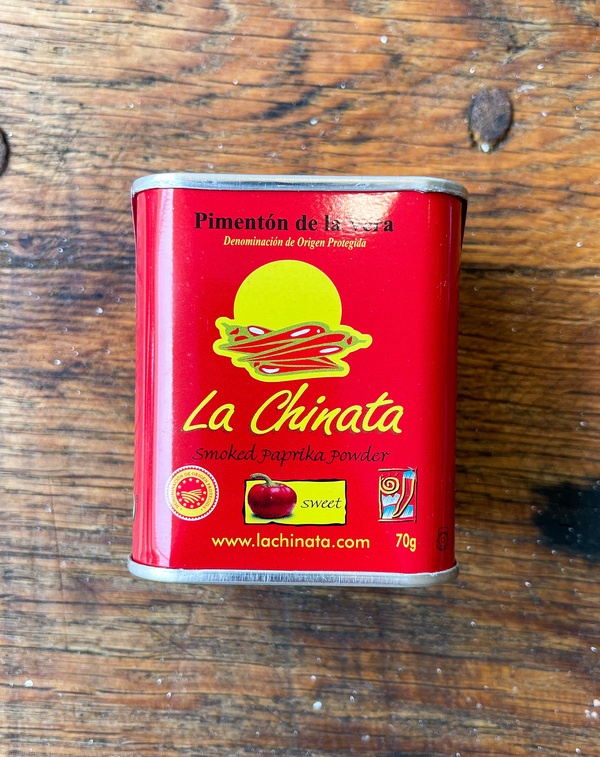 Pimentón de la Vera
Denominación de Origen Protegida
La Chinata
Smoked Paprika Powder
sweet
www.lachinata.com
70g